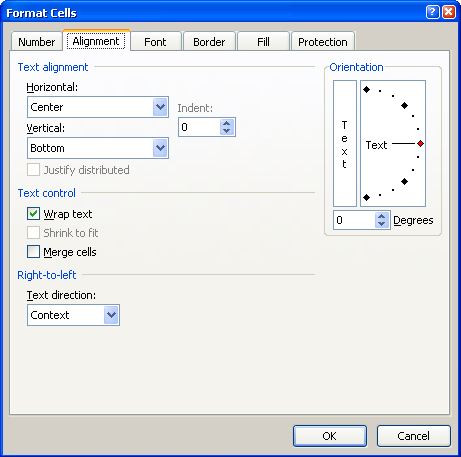 Format Cells
Number Alignment Font Border Fill Protection
Text alignment
Horizontal:
Center
Indent:
Vertical:
0
Bottom
Justify distributed
Text control
Wrap text
Shrink to fit
Merge cells
Right-to-left
Text direction:
Context
Orientation
Text
Text
0 Degrees
OK Cancel